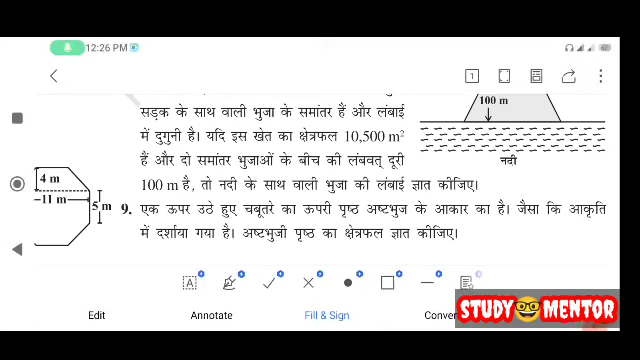 12:26 PM
47
1
सड़क के साथ वाली भुजा के समांतर हैं और लंबाई
में दुगुनी है। यदि इस खेत का क्षेत्रफल 10,500 m²
हैं और दो समांतर भुजाओं के बीच की लंबवत् दूरी
100 m है, तो नदी के साथ वाली भुजा की लंबाई ज्ञात कीजिए।
100 m
नदी
4 m
11 m
5 m
9. एक ऊपर उठे हुए चबूतरे का ऊपरी पृष्ठ अष्टभुज के आकार का है। जैसा कि आकृति
में दर्शाया गया है। अष्टभुजी पृष्ठ का क्षेत्रफल ज्ञात कीजिए।
Edit
Annotate
Fill & Sign
Conver
STUDY MENTOR